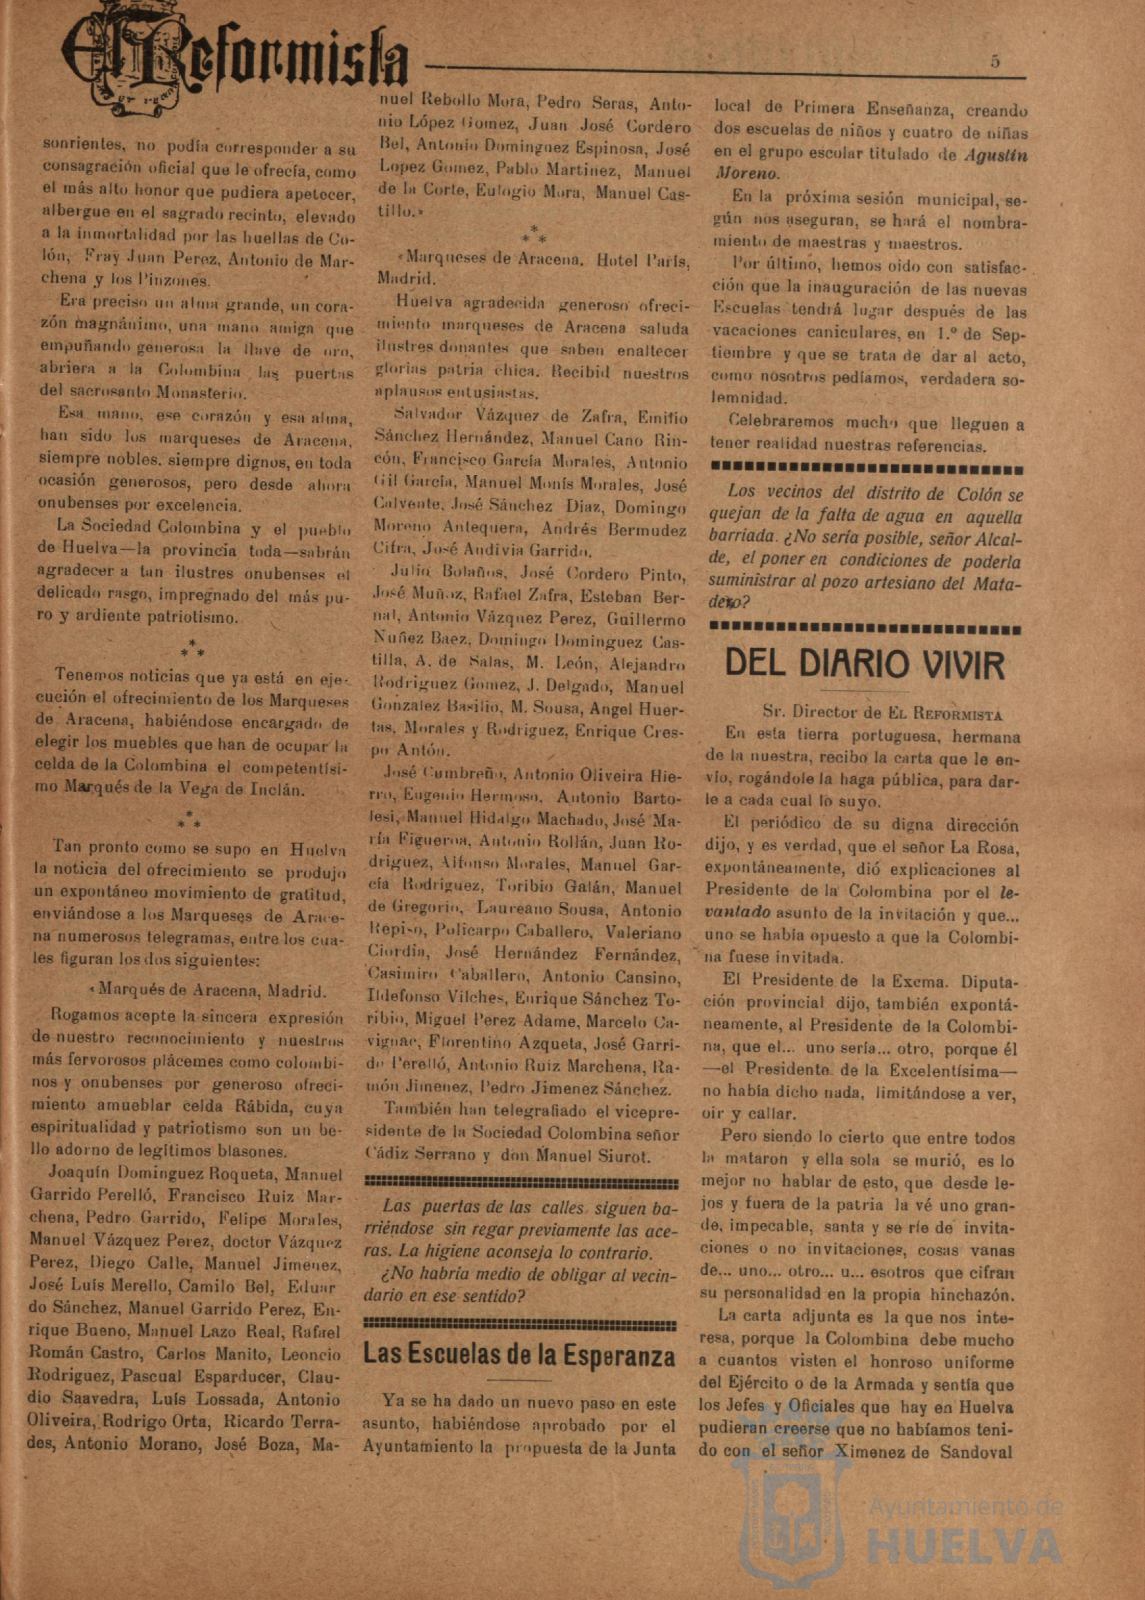 El Reformista
5
sonrientes, no podía corresponder a su
consagración oficial que le ofrecía, como
el más alto honor que pudiera apetecer,
albergue en el sagrado recinto, elevado
a la inmortalidad por las huellas de Co-
lón, Fray Juan Perez, Antonio de Mar-
chena y los Pinzones.
Era preciso un alma grande, un cora-
zón magnánimo, una mano amiga que
empuñando generosa la llave de oro,
abriera a la Colombina las puertas
del sacrosanto Monasterio.
Esa mano, ese corazón y esa alma,
han sido los marqueses de Aracena,
siempre nobles. siempre dignos, en toda
ocasión generosos, pero desde ahora
onubenses por excelencia.
La Sociedad Colombina y el pueblo
de Huelva—la provincia toda—sabrán
agradecer a tan ilustres onubenses el
delicado rasgo, impregnado del más pu-
ro y ardiente patriotismo.
***
Tenemos noticias que ya está en eje-
cución el ofrecimiento de los Marqueses
de Aracena, habiéndose encargado de
elegir los muebles que han de ocupar la
celda de la Colombina el competentísi-
mo Marqués de la Vega de Inclán.
***
Tan pronto como se supo en Huelva
la noticia del ofrecimiento se produjo
un expontáneo movimiento de gratitud,
enviándose a los Marqueses de Arace-
na numerosos telegramas, entre los cua-
les figuran los dos siguientes:
«Marqués de Aracena, Madrid.
Rogamos acepte la sincera expresión
de nuestro reconocimiento y nuestros
más fervorosos plácemes como colombi-
nos y onubenses por generoso ofreci-
miento amueblar celda Rábida, cuya
espiritualidad y patriotismo son un be-
llo adorno de legítimos blasones.
Joaquín Dominguez Roqueta, Manuel
Garrido Perelló, Francisco Ruiz Mar-
chena, Pedro Garrido, Felipe Morales,
Manuel Vázquez Perez, doctor Vázquez
Perez, Diego Calle, Manuel Jimenez,
José Luís Merello, Camilo Bel, Eduar
do Sánchez, Manuel Garrido Perez, En-
rique Bueno, Manuel Lazo Real, Rafael
Román Castro, Carlos Manito, Leoncio
Rodriguez, Pascual Esparducer, Clau-
dio Saavedra, Luís Lossada, Antonio
Oliveira, Rodrigo Orta, Ricardo Terra-
des, Antonio Morano, José Boza, Ma-
nuel Rebollo Mora, Pedro Seras, Anto-
nio López Gomez, Juan José Cordero
Bel, Antonio Dominguez Espinosa, José
Lopez Gomez, Pablo Martinez, Manuel
de la Corte, Eulogio Mora, Manuel Cas-
tillo.»
***
«Marqueses de Aracena. Hotel París,
Madrid.
Huelva agradecida generoso ofreci-
miento marqueses de Aracena saluda
ilustres donantes que saben enaltecer
glorias patria chica. Recibid nuestros
aplausos entusiastas.
Salvador Vázquez de Zafra, Emilio
Sánchez Hernández, Manuel Cano Rin-
cón, Francisco García Morales, Antonio
Gil García, Manuel Monís Morales, José
Calvente, José Sánchez Diaz, Domingo
Moreno Antequera, Andrés Bermudez
Cifra, José Andivia Garrido.
Julio Bolaños, José Cordero Pinto,
José Muñoz, Rafael Zafra, Esteban Ber-
nal, Antonio Vázquez Perez, Guillermo
Nuñez Baez, Domingo Dominguez Cas-
tilla, A. de Salas, M. León, Alejandro
Rodriguez Gomez, J. Delgado, Manuel
Gonzalez Basilio, M. Sousa, Angel Huer-
tas, Morales y Rodriguez, Enrique Cres-
po Antón.
José Cumbreño, Antonio Oliveira Hie-
rro, Eugenio Hermoso, Antonio Barto-
lesi, Manuel Hidalgo Machado, José Ma-
ría Figueroa, Antonio Rollán, Juan Ro-
driguez, Alfonso Morales, Manuel Gar-
cía Rodriguez, Toribio Galán, Manuel
de Gregorio, Laureano Sousa, Antonio
Repiso, Policarpo Caballero, Valeriano
Ciordia, José Hernández Fernández,
Casimiro Caballero, Antonio Cansino,
Ildefonso Vilches, Enrique Sánchez To-
ribio, Miguel Perez Adame, Marcelo Ca-
vignac, Florentino Azqueta, José Garri-
do Perelló, Antonio Ruiz Marchena, Ra-
món Jimenez, Pedro Jimenez Sánchez.
También han telegrafiado el vicepre-
sidente de la Sociedad Colombina señor
Cádiz Serrano y don Manuel Siurot.
Las puertas de las calles siguen ba-
rriéndose sin regar previamente las ace-
ras. La higiene aconseja lo contrario.
¿No habría medio de obligar al vecin-
dario en ese sentido?
Las Escuelas de la Esperanza
Ya se ha dado un nuevo paso en este
asunto, habiéndose aprobado por el
Ayuntamiento la propuesta de la Junta
local de Primera Enseñanza, creando
dos escuelas de niños y cuatro de niñas
en el grupo escolar titulado de Agustín
Moreno.
En la próxima sesión municipal, se-
gún nos aseguran, se hará el nombra-
miento de maestras y maestros.
Por último, hemos oido con satisfac-
ción que la inauguración de las nuevas
Escuelas tendrá lugar después de las
vacaciones caniculares, en 1.º de Sep-
tiembre y que se trata de dar al acto,
como nosotros pedíamos, verdadera so-
lemnidad.
Celebraremos mucho que lleguen a
tener realidad nuestras referencias.
Los vecinos del distrito de Colón se
quejan de la falta de agua en aquella
barriada. ¿No sería posible, señor Alcal-
de, el poner en condiciones de poderla
suministrar al pozo artesiano del Mata-
dero?
DEL DIARIO VIVIR
Sr. Director de EL REFORMISTA
En esta tierra portuguesa, hermana
de la nuestra, recibo la carta que le en-
vío, rogándole la haga pública, para dar-
le a cada cual lo suyo.
El periódico de su digna dirección
dijo, y es verdad, que el señor La Rosa,
expontáneamente, dió explicaciones al
Presidente de la Colombina por el le-
vantado asunto de la invitación y que...
uno se había opuesto a que la Colombi-
na fuese invitada.
El Presidente de la Excma. Diputa-
ción provincial dijo, también expontá-
neamente, al Presidente de la Colombi-
na, que el... uno sería... otro, porque él
—el Presidente de la Excelentísima—
no había dicho nada, limitándose a ver,
oir y callar.
Pero siendo lo cierto que entre todos
la mataron y ella sola se murió, es lo
mejor no hablar de esto, que desde le-
jos y fuera de la patria la vé uno gran-
de, impecable, santa y se ríe de invita-
ciones o no invitaciones, cosas vanas
de... uno... otro... u... esotros que cifran
su personalidad en la propia hinchazón.
La carta adjunta es la que nos inte-
resa, porque la Colombina debe mucho
a cuantos visten el honroso uniforme
del Ejército o de la Armada y sentía que
los Jefes y Oficiales que hay en Huelva
pudieran creerse que no habíamos teni-
do con el señor Ximenez de Sandoval
Ayuntamiento de
HUELVA